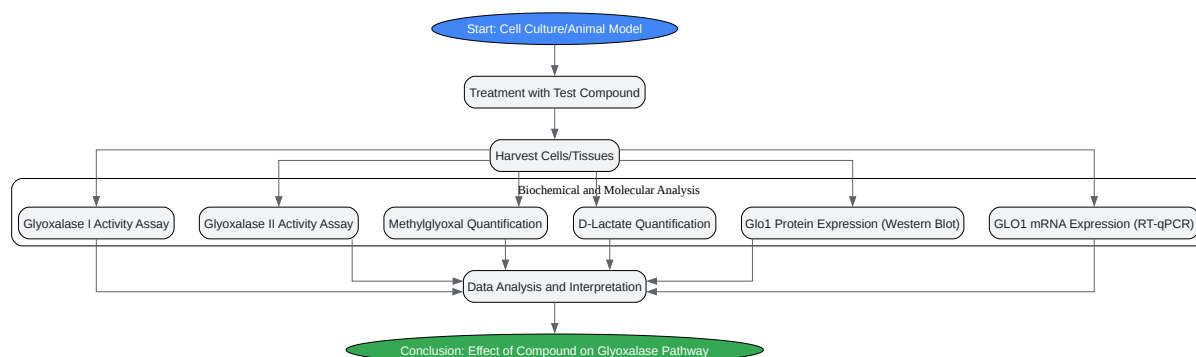 Start: Cell Culture/Animal Model
Treatment with Test Compound
Harvest Cells/Tissues
Biochemical and Molecular Analysis
Glyoxalase I Activity Assay
Glyoxalase II Activity Assay
Methylglyoxal Quantification
D-Lactate Quantification
Glo1 Protein Expression (Western Blot)
GLO1 mRNA Expression (RT-qPCR)
Data Analysis and Interpretation
Conclusion: Effect of Compound on Glyoxalase Pathway